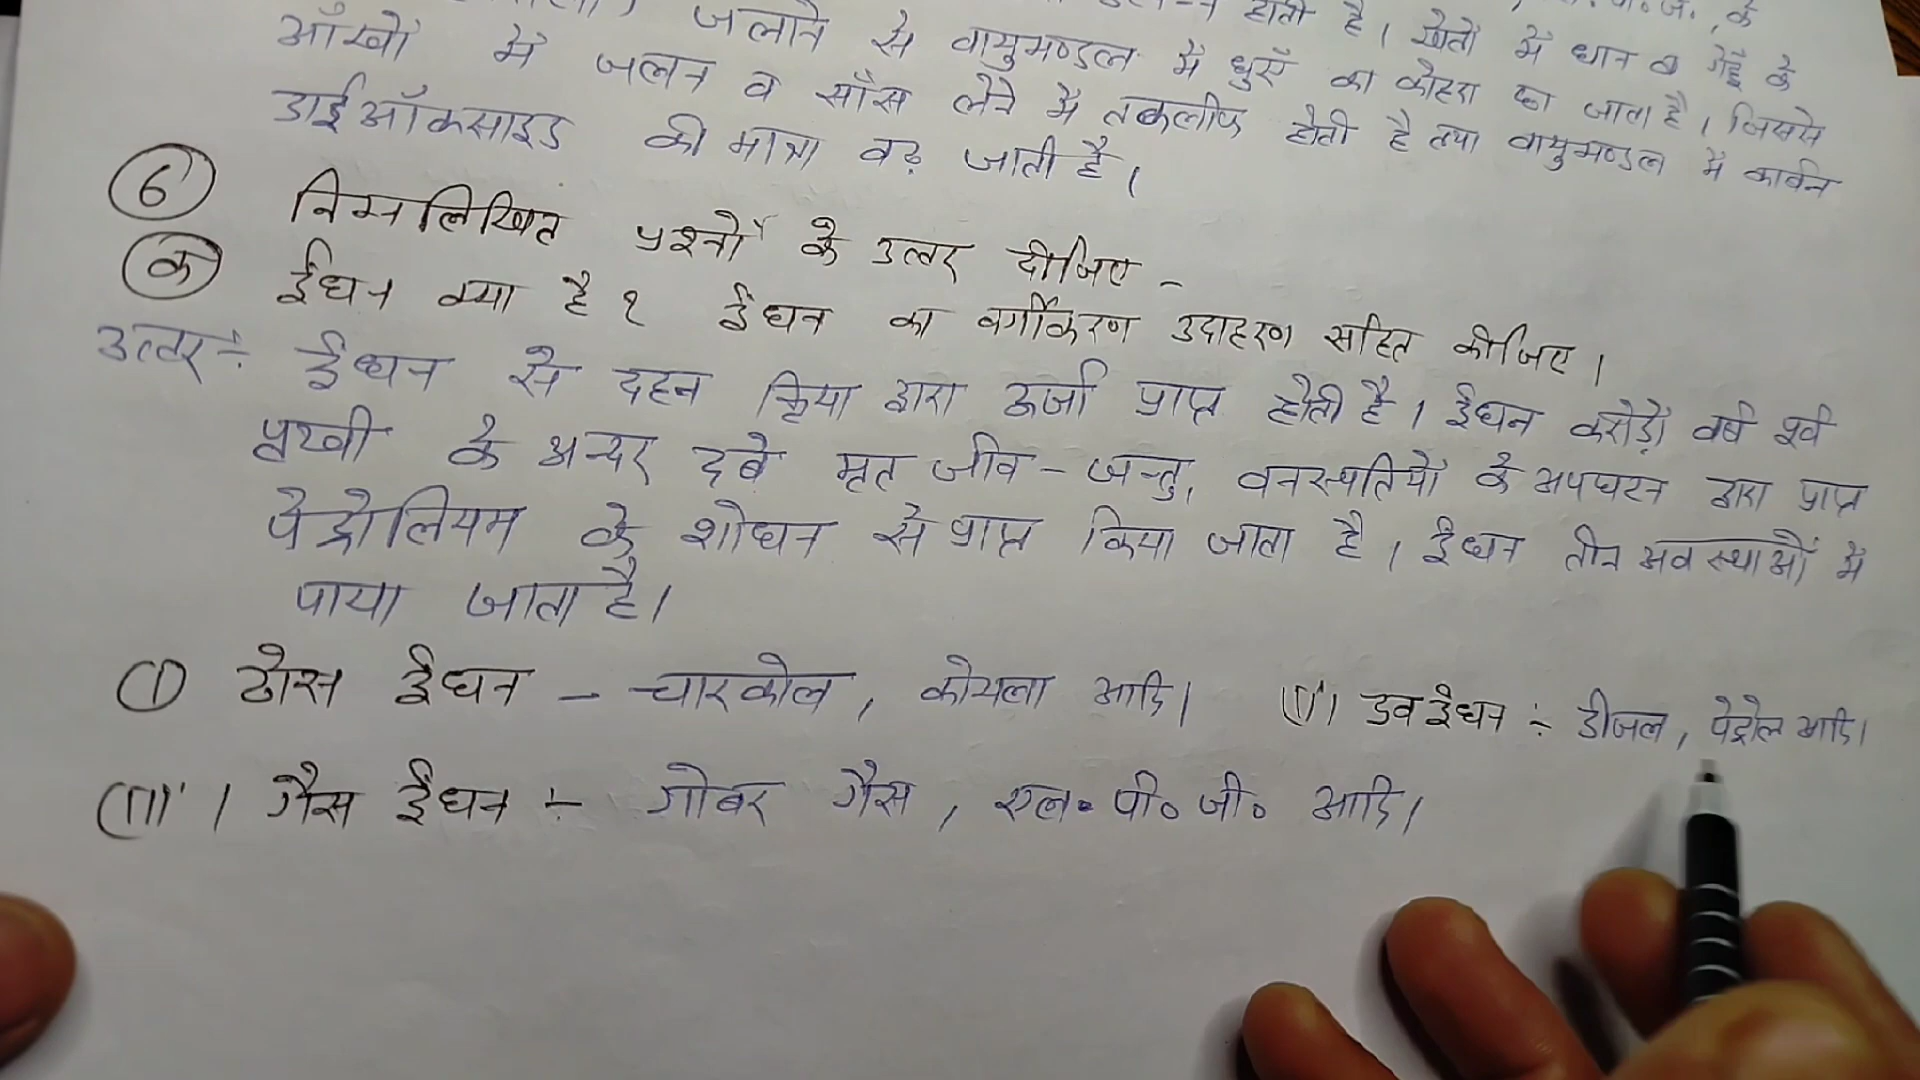 होती है। खेतों में धान व गेहूँ के
जलाने से वायुमण्डल में धुएँ का कोहरा छा जाता है। जिससे
आँखों में जलन व साँस लेने में तकलीफ होती है तथा वायुमण्डल में कार्बन
डाईऑक्साइड की मात्रा बढ़ जाती है।
6 निम्नलिखित प्रश्नों के उत्तर दीजिए -
क ईंधन क्या है? ईंधन का वर्गीकरण उदाहरण सहित कीजिए।
उत्तर ÷ ईंधन से दहन क्रिया द्वारा ऊर्जा प्राप्त होती है। ईंधन करोड़ों वर्ष पूर्व
पृथ्वी के अन्दर दबे मृत जीव-जन्तु, वनस्पतियों के अपघटन द्वारा प्राप्त
पैट्रोलियम के शोधन से प्राप्त किया जाता है। ईंधन तीन अवस्थाओं में
पाया जाता है।
(I) ठोस ईंधन - चारकोल, कोयला आदि। (II) द्रव ईंधन ÷ डीजल, पेट्रोल आदि।
(III) । गैस ईंधन ÷ गोबर गैस, एल॰ पी॰ जी॰ आदि।